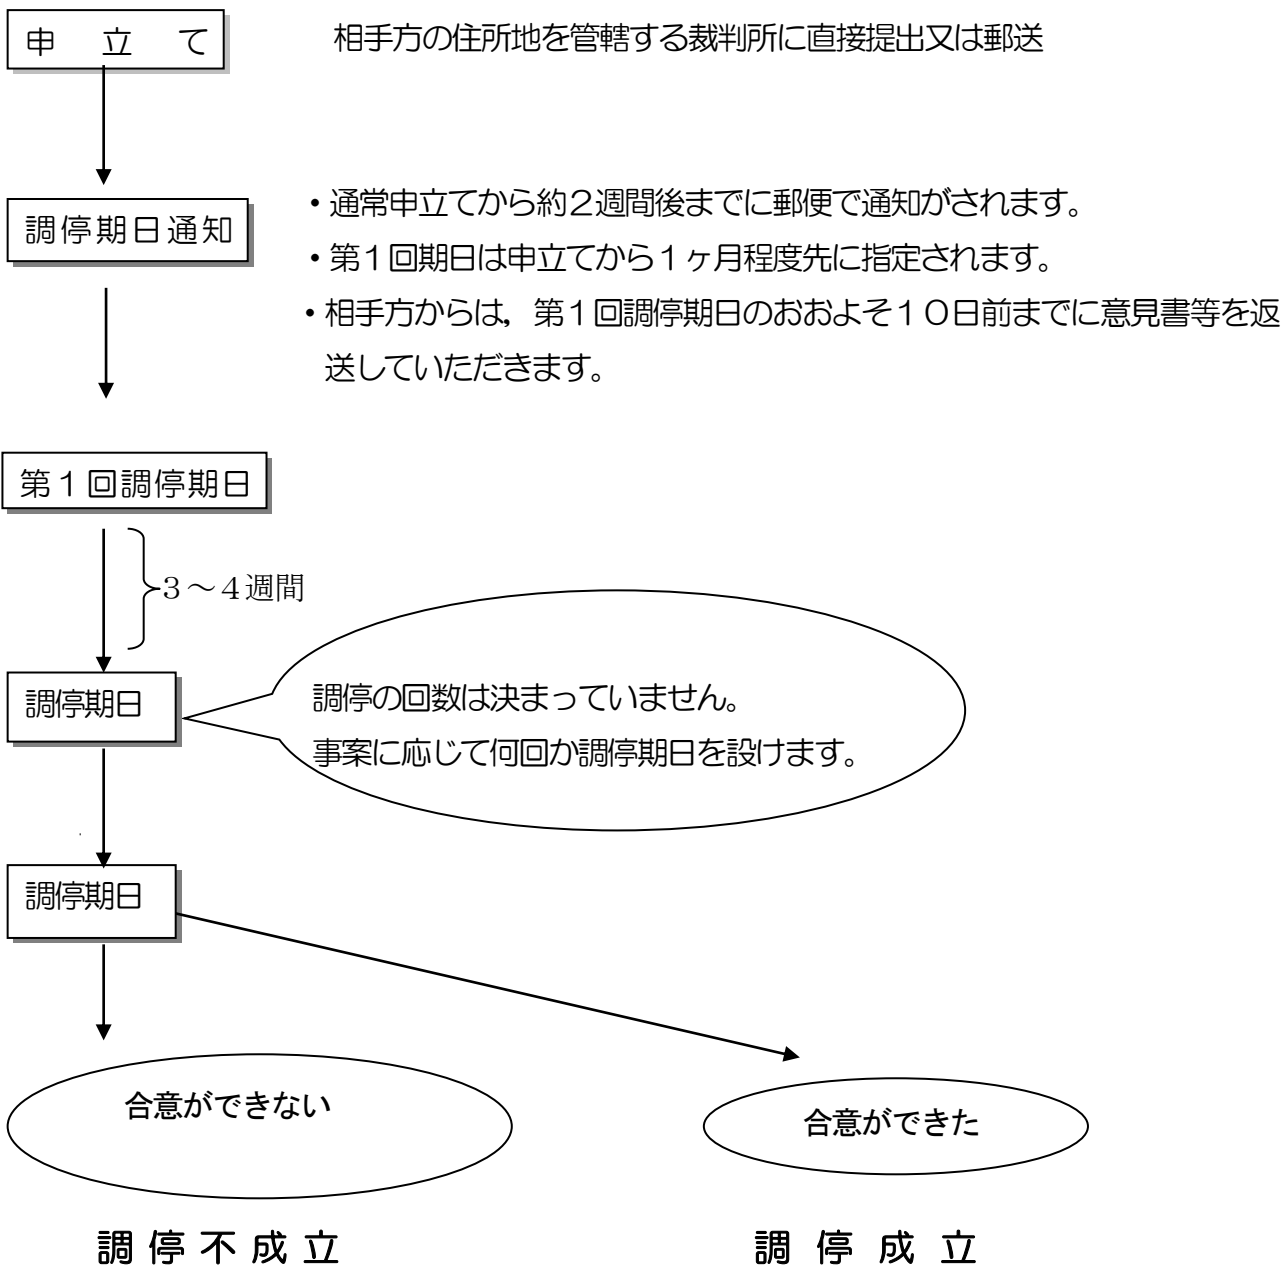 申　立　て
相手方の住所地を管轄する裁判所に直接提出又は郵送
調停期日通知
・通常申立てから約２週間後までに郵便で通知がされます。
・第１回期日は申立てから１ヶ月程度先に指定されます。
・相手方からは，第１回調停期日のおおよそ１０日前までに意見書等を返
送していただきます。
第１回調停期日
３～４週間
調停期日
調停の回数は決まっていません。
事案に応じて何回か調停期日を設けます。
調停期日
合意ができない
合意ができた
調停不成立
調停成立